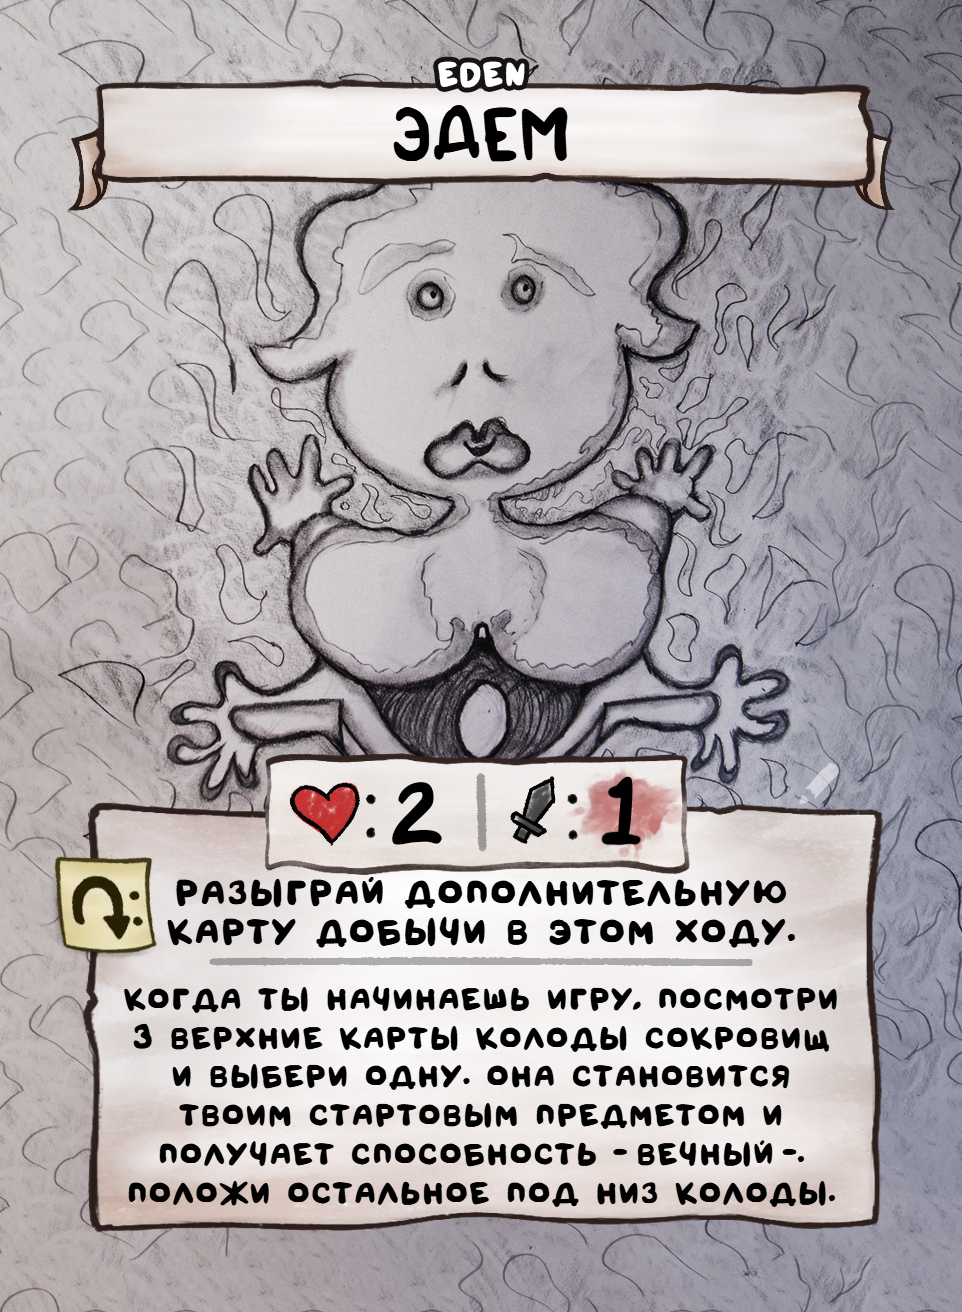 EDEN
ЭДЕМ
:2 | :1
РАЗЫГРАЙ ДОПОЛНИТЕЛЬНУЮ
КАРТУ ДОБЫЧИ В ЭТОМ ХОДУ.
КОГДА ТЫ НАЧИНАЕШЬ ИГРУ, ПОСМОТРИ
3 ВЕРХНИЕ КАРТЫ КОЛОДЫ СОКРОВИЩ
И ВЫБЕРИ ОДНУ. ОНА СТАНОВИТСЯ
ТВОИМ СТАРТОВЫМ ПРЕДМЕТОМ И
ПОЛУЧАЕТ СПОСОБНОСТЬ - ВЕЧНЫЙ -.
ПОЛОЖИ ОСТАЛЬНОЕ ПОД НИЗ КОЛОДЫ.